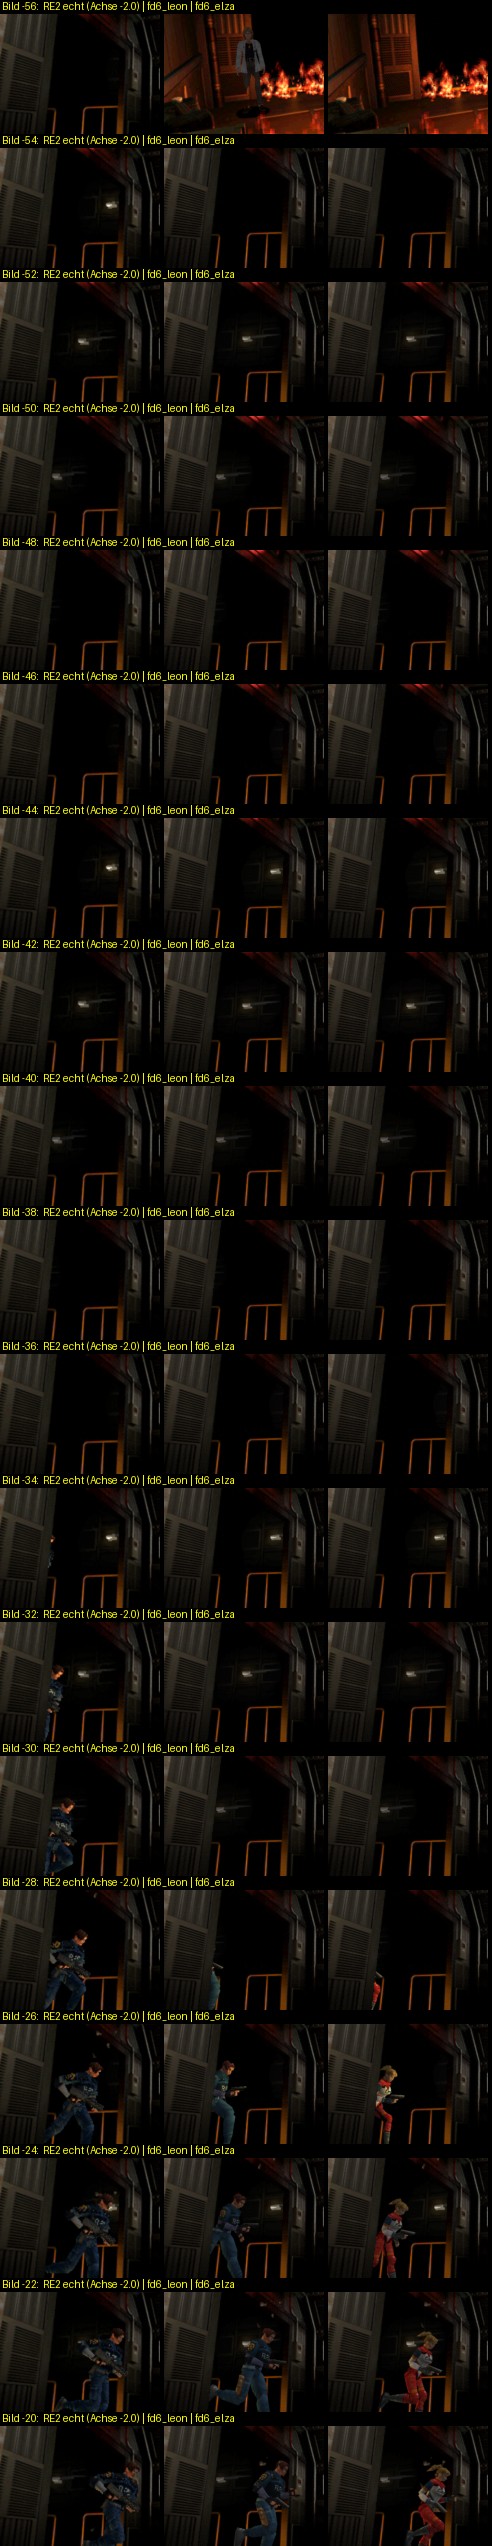 Bild -56: RE2 echt (Achse -2.0) | fd6_leon | fd6_elza
Bild -54: RE2 echt (Achse -2.0) | fd6_leon | fd6_elza
Bild -52: RE2 echt (Achse -2.0) | fd6_leon | fd6_elza
Bild -50: RE2 echt (Achse -2.0) | fd6_leon | fd6_elza
Bild -48: RE2 echt (Achse -2.0) | fd6_leon | fd6_elza
Bild -46: RE2 echt (Achse -2.0) | fd6_leon | fd6_elza
Bild -44: RE2 echt (Achse -2.0) | fd6_leon | fd6_elza
Bild -42: RE2 echt (Achse -2.0) | fd6_leon | fd6_elza
Bild -40: RE2 echt (Achse -2.0) | fd6_leon | fd6_elza
Bild -38: RE2 echt (Achse -2.0) | fd6_leon | fd6_elza
Bild -36: RE2 echt (Achse -2.0) | fd6_leon | fd6_elza
Bild -34: RE2 echt (Achse -2.0) | fd6_leon | fd6_elza
Bild -32: RE2 echt (Achse -2.0) | fd6_leon | fd6_elza
Bild -30: RE2 echt (Achse -2.0) | fd6_leon | fd6_elza
Bild -28: RE2 echt (Achse -2.0) | fd6_leon | fd6_elza
Bild -26: RE2 echt (Achse -2.0) | fd6_leon | fd6_elza
Bild -24: RE2 echt (Achse -2.0) | fd6_leon | fd6_elza
Bild -22: RE2 echt (Achse -2.0) | fd6_leon | fd6_elza
Bild -20: RE2 echt (Achse -2.0) | fd6_leon | fd6_elza